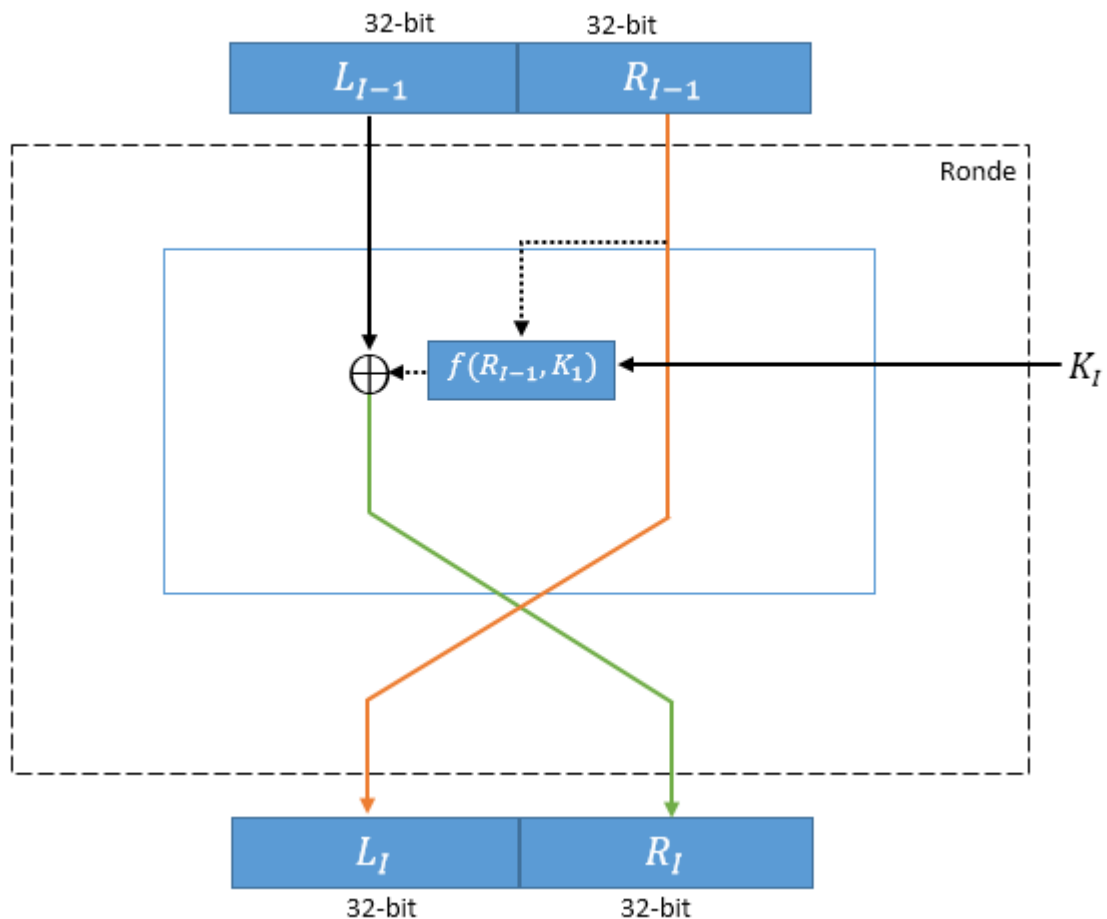 32-bit 32-bit
L_{I-1} R_{I-1}
Ronde
f(R_{I-1}, K_1)
K_I
L_I R_I
32-bit 32-bit